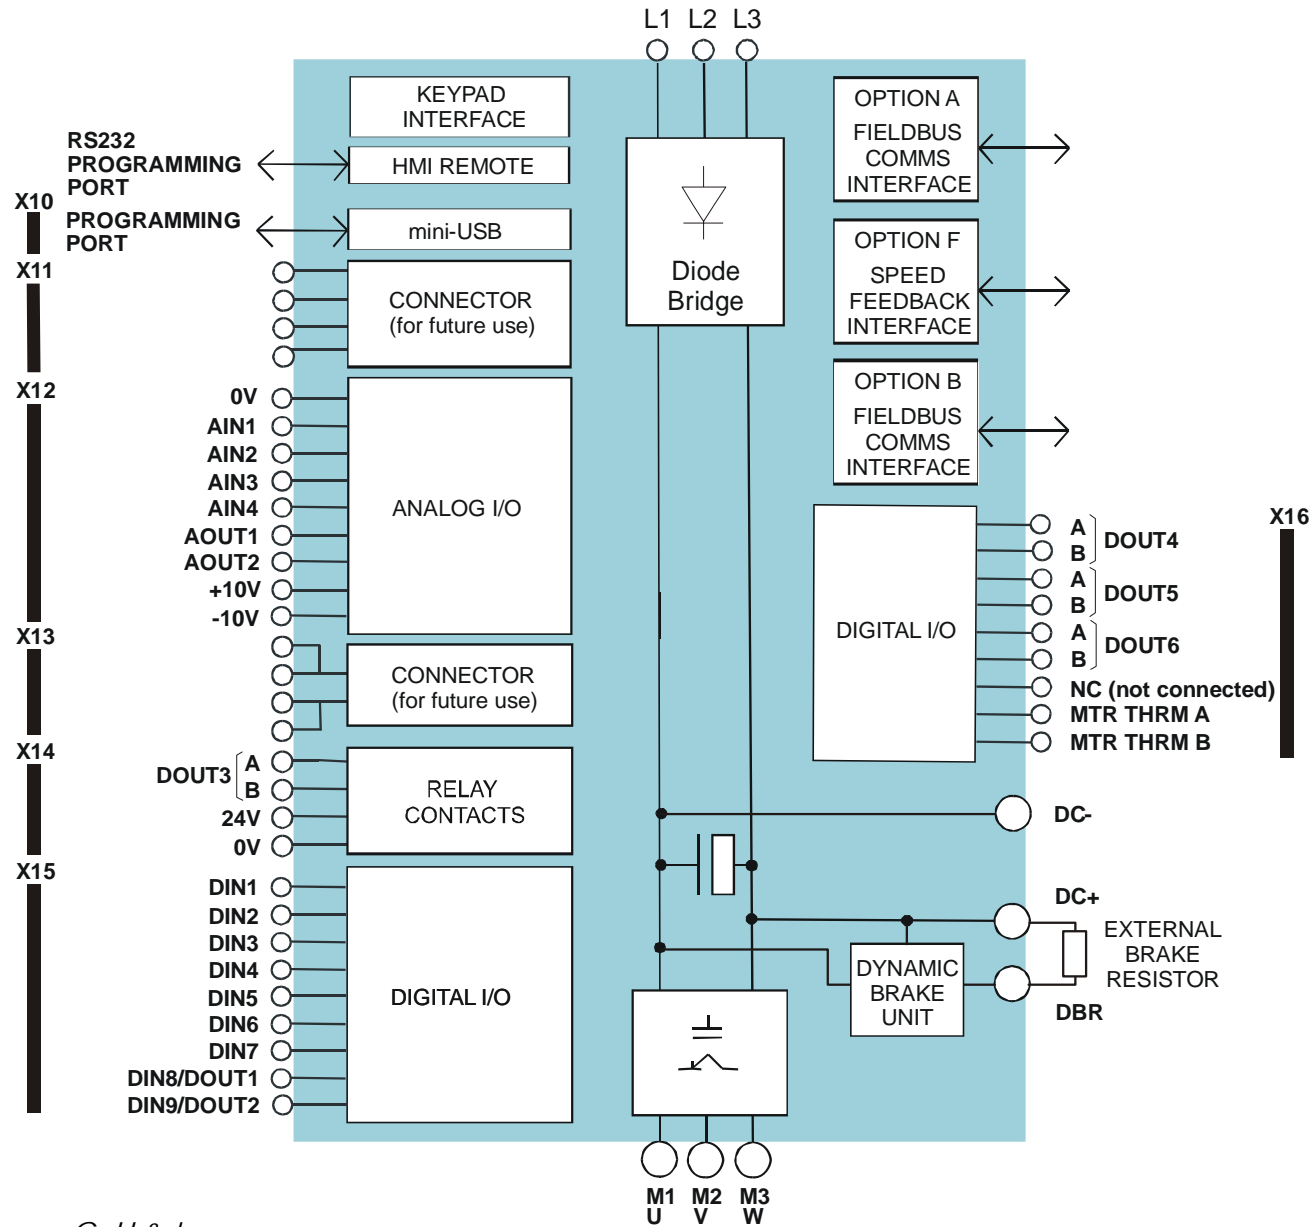 L1 L2 L3
KEYPAD
INTERFACE
RS232
PROGRAMMING
PORT
HMI REMOTE
X10
PROGRAMMING
PORT
mini-USB
X11
CONNECTOR
(for future use)
X12
0V
AIN1
AIN2
AIN3
AIN4
AOUT1
AOUT2
+10V
-10V
ANALOG I/O
X13
CONNECTOR
(for future use)
X14
DOUT3
A
B
24V
0V
RELAY
CONTACTS
X15
DIN1
DIN2
DIN3
DIN4
DIN5
DIN6
DIN7
DIN8/DOUT1
DIN9/DOUT2
DIGITAL I/O
Diode
Bridge
OPTION A
FIELDBUS
COMMS
INTERFACE
OPTION F
SPEED
FEEDBACK
INTERFACE
OPTION B
FIELDBUS
COMMS
INTERFACE
DIGITAL I/O
X16
A
B
DOUT4
A
B
DOUT5
A
B
DOUT6
NC (not connected)
MTR THRM A
MTR THRM B
DC-
DC+
EXTERNAL
BRAKE
RESISTOR
DYNAMIC
BRAKE
UNIT
DBR
M1 M2 M3
U V W